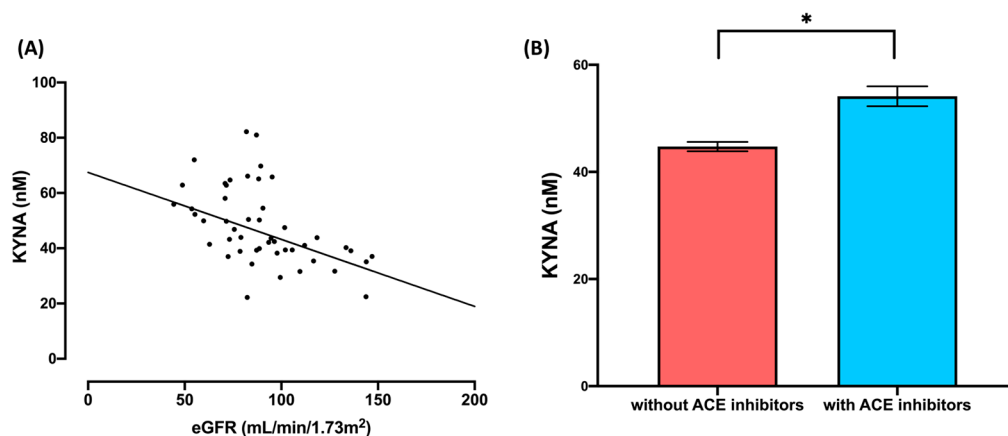 (A)
100
80
60
40
20
0
KYNA (nM)
0 50 100 150 200
eGFR (mL/min/1.73m²)
(B)
*
60
40
20
0
KYNA (nM)
without ACE inhibitors with ACE inhibitors